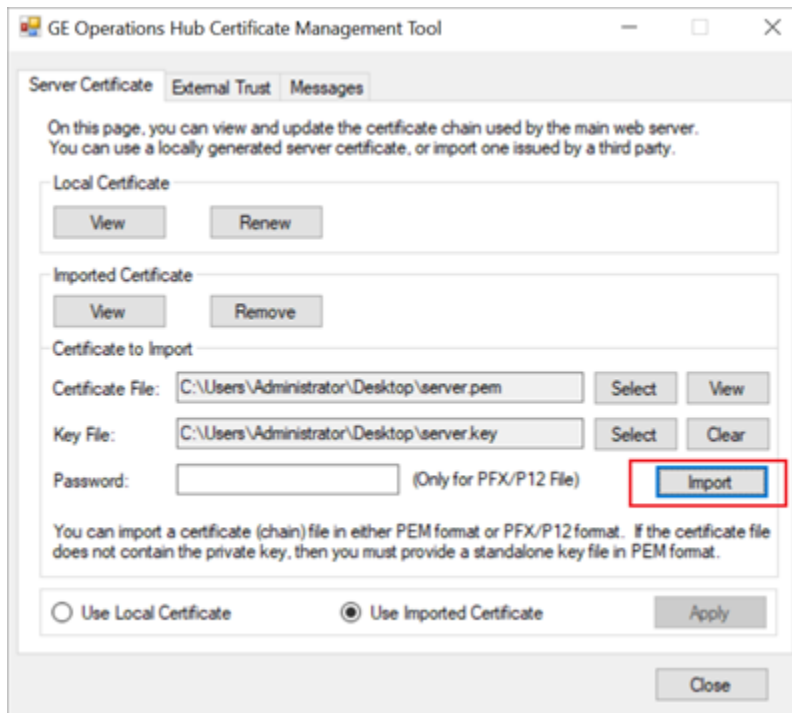 GE Operations Hub Certificate Management Tool
Server Certificate External Trust Messages
On this page, you can view and update the certificate chain used by the main web server.
You can use a locally generated server certificate, or import one issued by a third party.
Local Certificate
View Renew
Imported Certificate
View Remove
Certificate to Import
Certificate File: C:\Users\Administrator\Desktop\server.pem Select View
Key File: C:\Users\Administrator\Desktop\server.key Select Clear
Password: (Only for PFX/P12 File) Import
You can import a certificate (chain) file in either PEM format or PFX/P12 format. If the certificate file
does not contain the private key, then you must provide a standalone key file in PEM format.
Use Local Certificate Use Imported Certificate Apply
Close